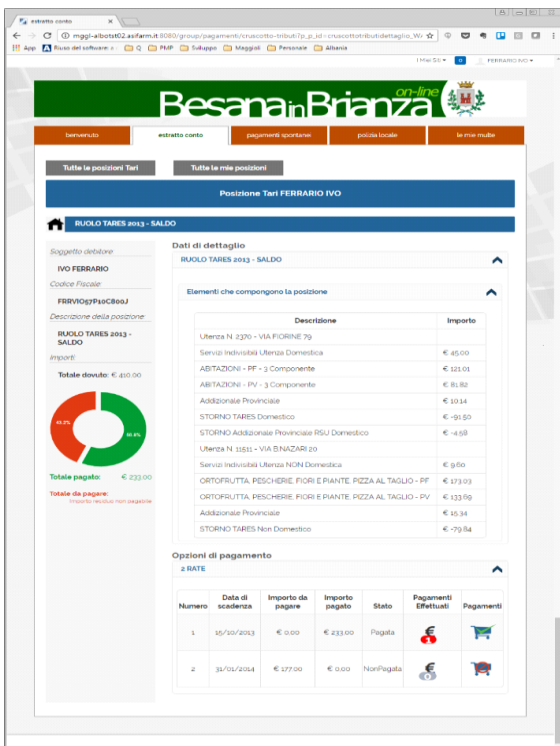 estratto conto
mggl-albotst02.asifarm.it:8080/group/pagamenti/cruscotto-tributi?p_p_id=cruscottotributidettaglio_WA
App Riuso del software: a Q PMP Sviluppo Maggioli Personale Albania
I Miei Siti 0 FERRARIO IVO
BesanainBrianza on-line
benvenuto estratto conto pagamenti spontanei polizia locale le mie multe
Tutte le posizioni Tari Tutte le mie posizioni
Posizione Tari FERRARIO IVO
RUOLO TARES 2013 - SALDO
Soggetto debitore:
IVO FERRARIO
Codice Fiscale:
FRRVIO57P10C800J
Descrizione della posizione:
RUOLO TARES 2013 -
SALDO
Importi:
Totale dovuto: € 410.00
43.2%
56.8%
Totale pagato: € 233.00
Totale da pagare:
Importo residuo non pagabile
Dati di dettaglio
RUOLO TARES 2013 - SALDO
Elementi che compongono la posizione
Descrizione Importo
Utenza N. 2370 - VIA FIORINE 79
Servizi Indivisibili Utenza Domestica € 45.00
ABITAZIONI - PF - 3 Componente € 121.01
ABITAZIONI - PV - 3 Componente € 81.82
Addizionale Provinciale € 10.14
STORNO TARES Domestico € -91.50
STORNO Addizionale Provinciale RSU Domestico € -4.58
Utenza N. 11511 - VIA B.NAZARI 20
Servizi Indivisibili Utenza NON Domestica € 9.60
ORTOFRUTTA, PESCHERIE, FIORI E PIANTE, PIZZA AL TAGLIO - PF € 173.03
ORTOFRUTTA, PESCHERIE, FIORI E PIANTE, PIZZA AL TAGLIO - PV € 133.69
Addizionale Provinciale € 15.34
STORNO TARES Non Domestico € -79.84
Opzioni di pagamento
2 RATE
Numero Data di scadenza Importo da pagare Importo pagato Stato Pagamenti Effettuati Pagamenti
1 15/10/2013 € 0.00 € 233.00 Pagata € 1
2 31/01/2014 € 177.00 € 0.00 NonPagata € 0